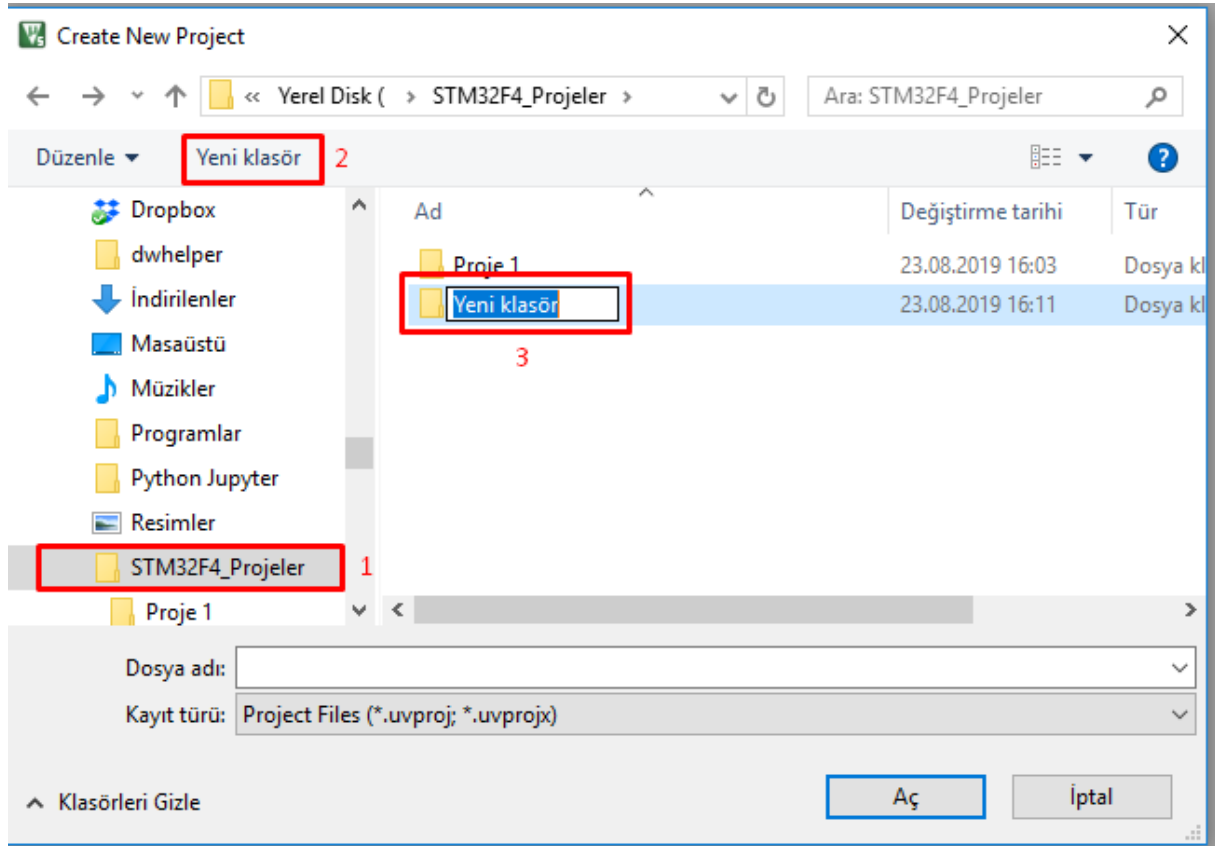 Create New Project
« Yerel Disk ( > STM32F4_Projeler >
Ara: STM32F4_Projeler
Düzenle
Yeni klasör
2
Dropbox
dwhelper
İndirilenler
Masaüstü
Müzikler
Programlar
Python Jupyter
Resimler
STM32F4_Projeler
1
Proje 1
Ad
Değiştirme tarihi
Tür
Proje 1
23.08.2019 16:03
Dosya kl
Yeni klasör
23.08.2019 16:11
Dosya kl
3
Dosya adı:
Kayıt türü: Project Files (*.uvproj; *.uvprojx)
Klasörleri Gizle
Aç
İptal